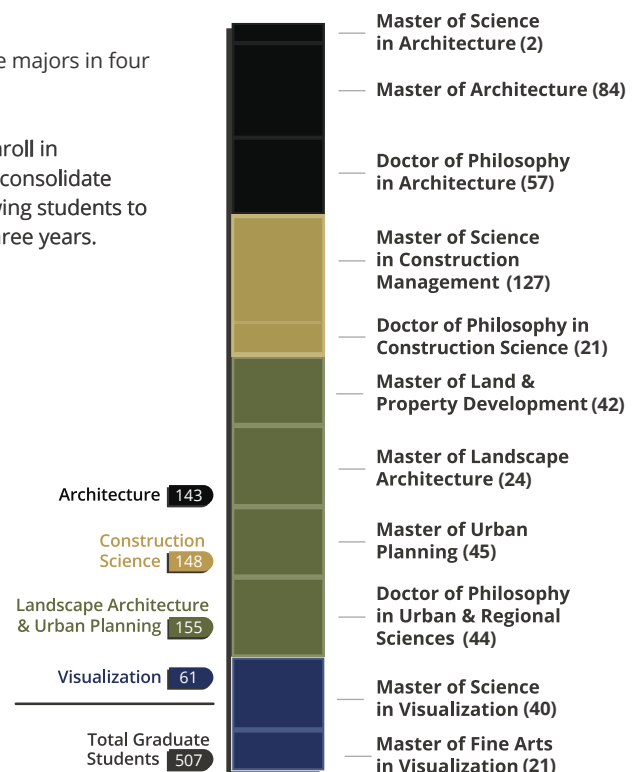 e majors in four
roll in
consolidate
ing students to
ree years.
Architecture 143
Construction
Science 148
Landscape Architecture
& Urban Planning 155
Visualization 61
Total Graduate
Students 507
Master of Science
in Architecture (2)
Master of Architecture (84)
Doctor of Philosophy
in Architecture (57)
Master of Science
in Construction
Management (127)
Doctor of Philosophy in
Construction Science (21)
Master of Land &
Property Development (42)
Master of Landscape
Architecture (24)
Master of Urban
Planning (45)
Doctor of Philosophy
in Urban & Regional
Sciences (44)
Master of Science
in Visualization (40)
Master of Fine Arts
in Visualization (21)